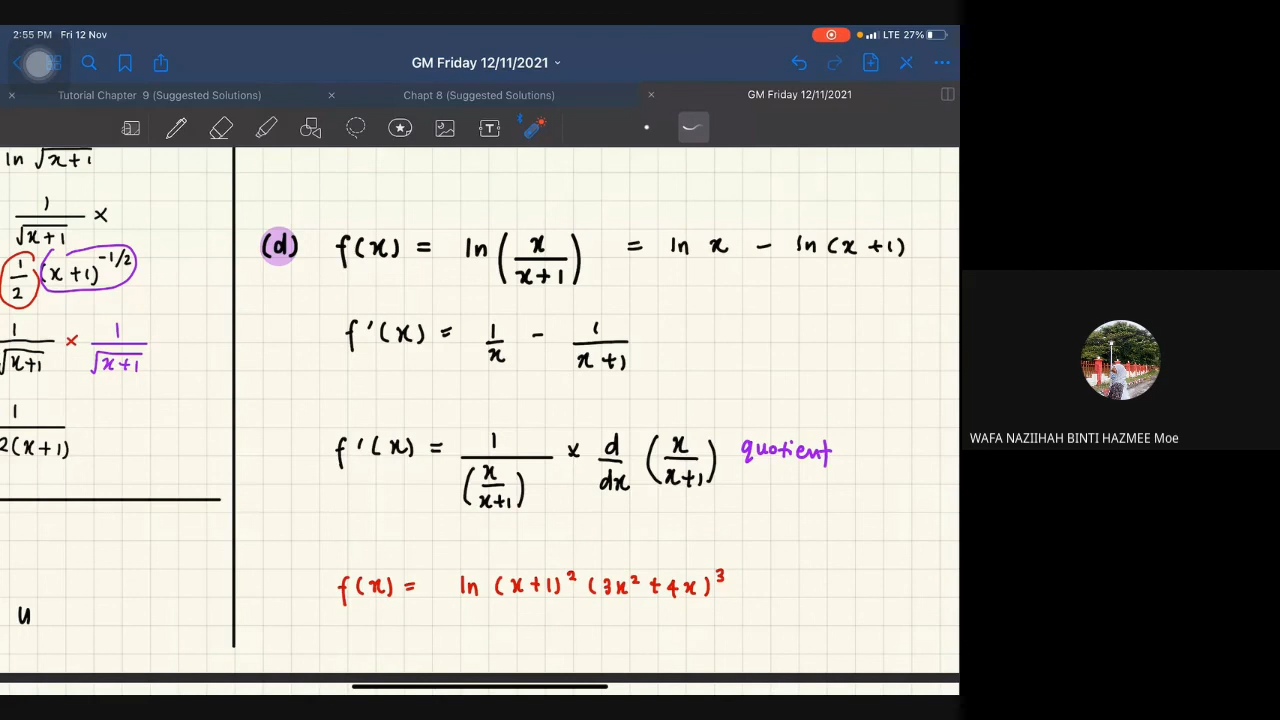 2:55 PM Fri 12 Nov
LTE 27%
GM Friday 12/11/2021
Tutorial Chapter 9 (Suggested Solutions)
Chapt 8 (Suggested Solutions)
GM Friday 12/11/2021
ln √(x+1)
1/√(x+1) ×
1/2 (x+1)^(-1/2)
1/√(x+1) × 1/√(x+1)
1/2(x+1)
u
(d) f(x) = ln (x/(x+1)) = ln x - ln (x+1)
f'(x) = 1/x - 1/(x+1)
f'(x) = 1/(x/(x+1)) × d/dx (x/(x+1)) quotient
f(x) = ln (x+1)² (3x² + 4x)³
WAFA NAZIIHAH BINTI HAZMEE Moe